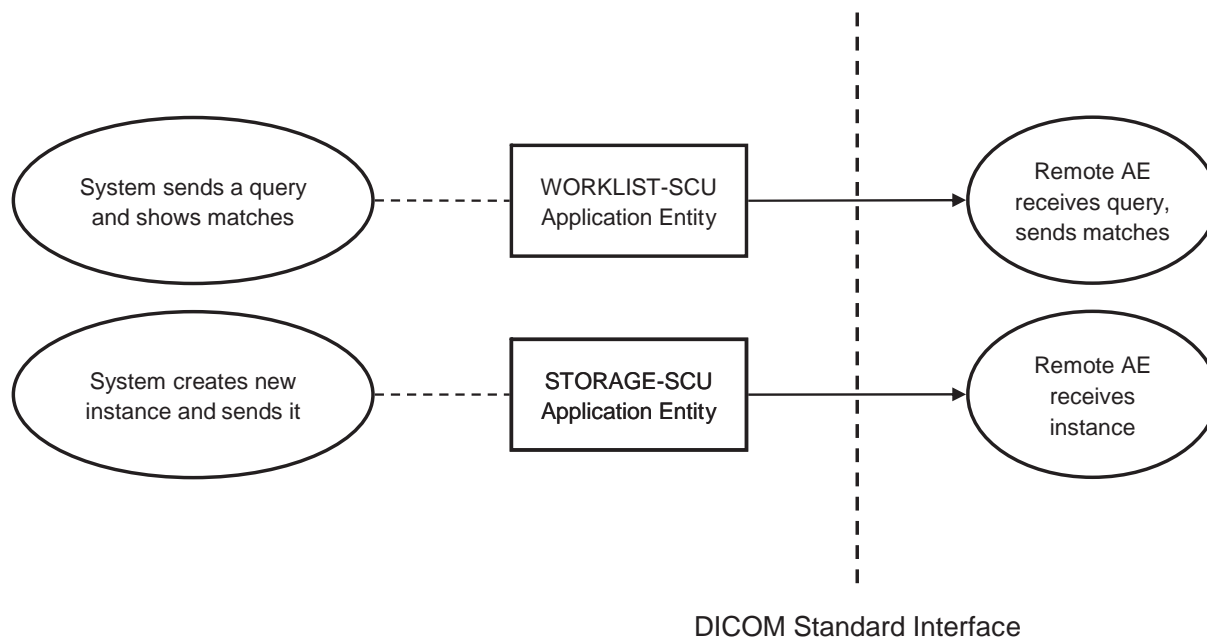 System sends a query
and shows matches
WORKLIST-SCU
Application Entity
Remote AE
receives query,
sends matches
System creates new
instance and sends it
STORAGE-SCU
Application Entity
Remote AE
receives
instance
DICOM Standard Interface